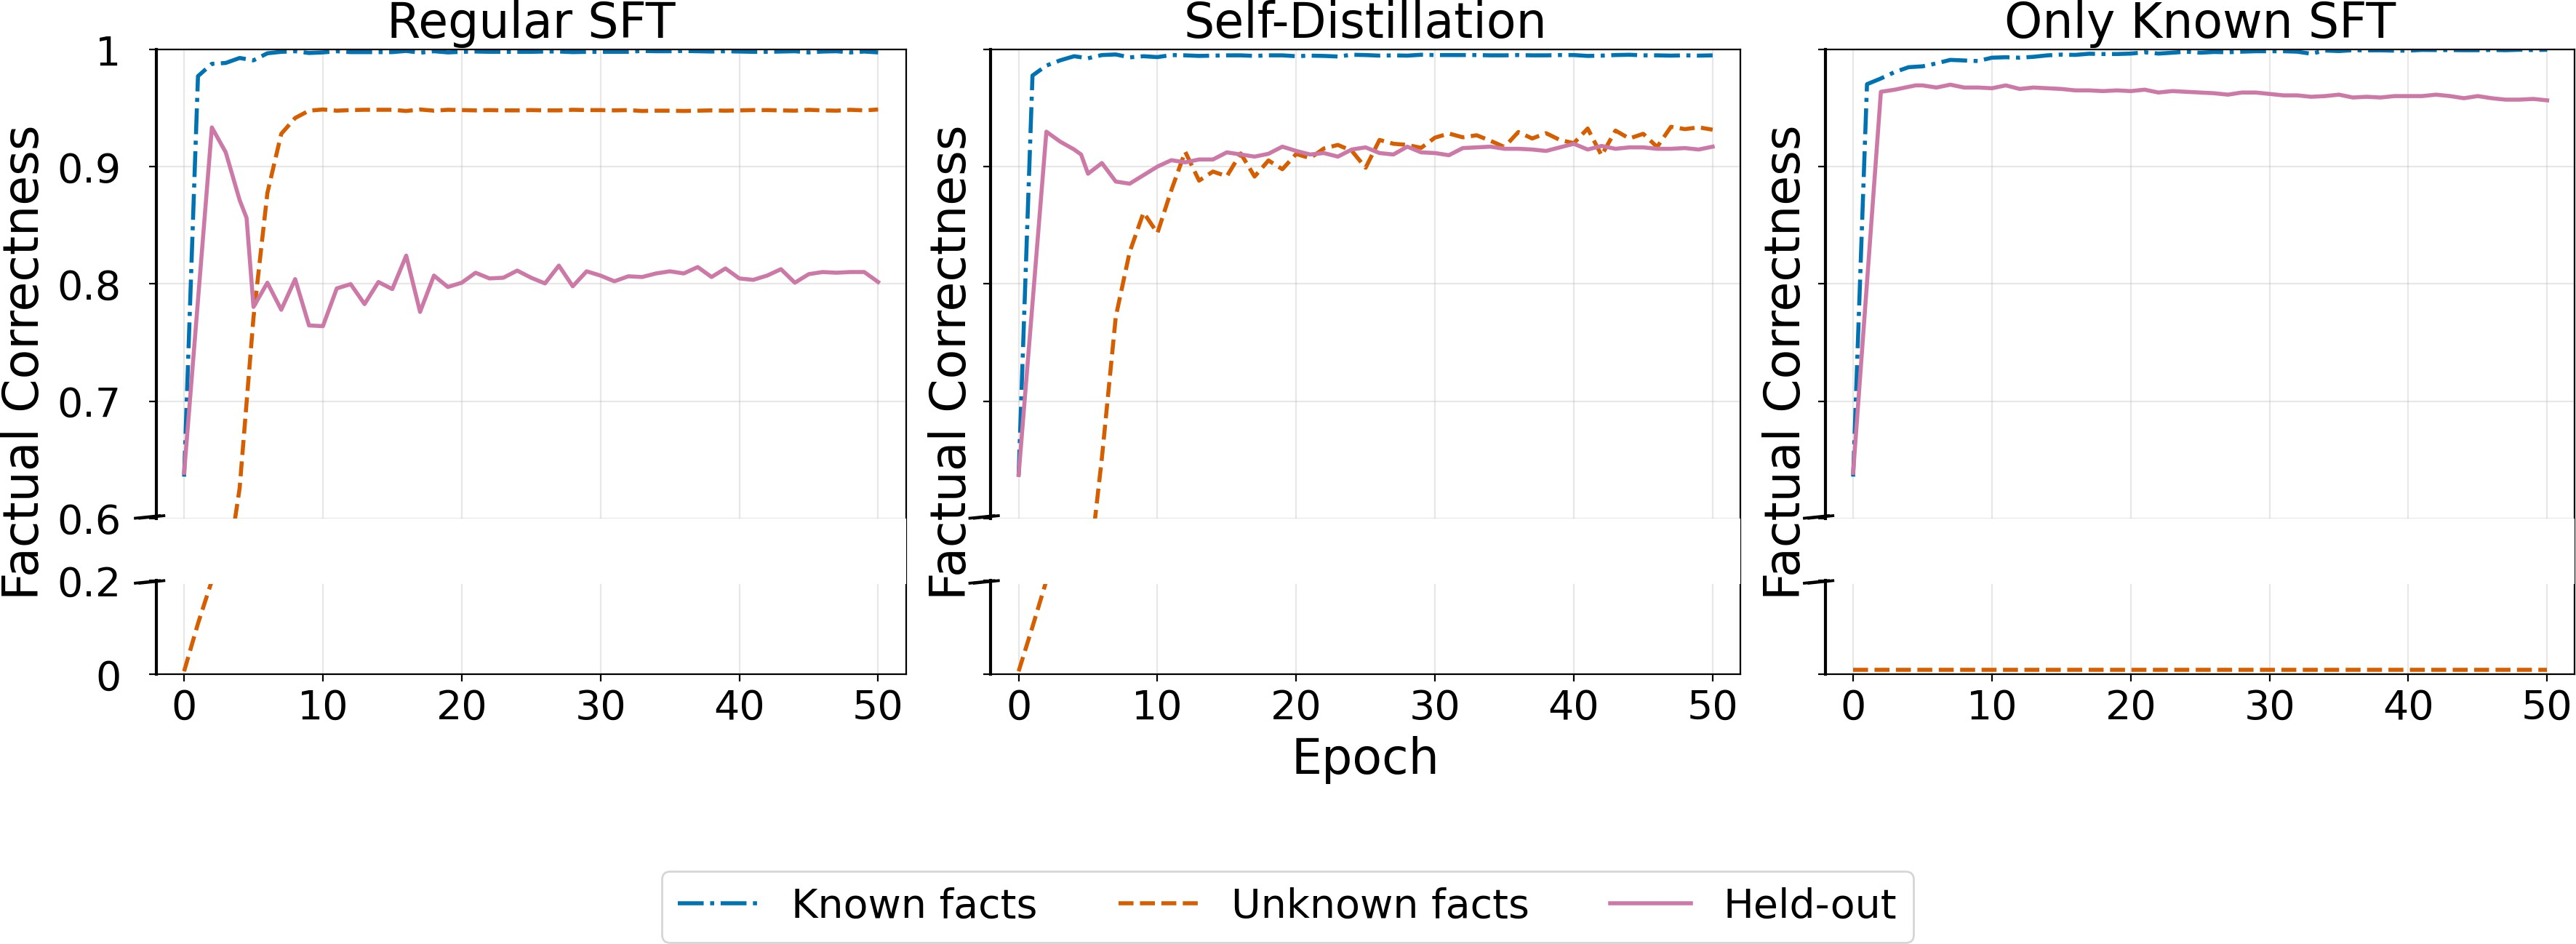 Regular SFT
Self-Distillation
Only Known SFT
Factual Correctness
1
0.9
0.8
0.7
0.6
0.2
0
0 10 20 30 40 50
Factual Correctness
0 10 20 30 40 50
Factual Correctness
0 10 20 30 40 50
Epoch
Known facts
Unknown facts
Held-out